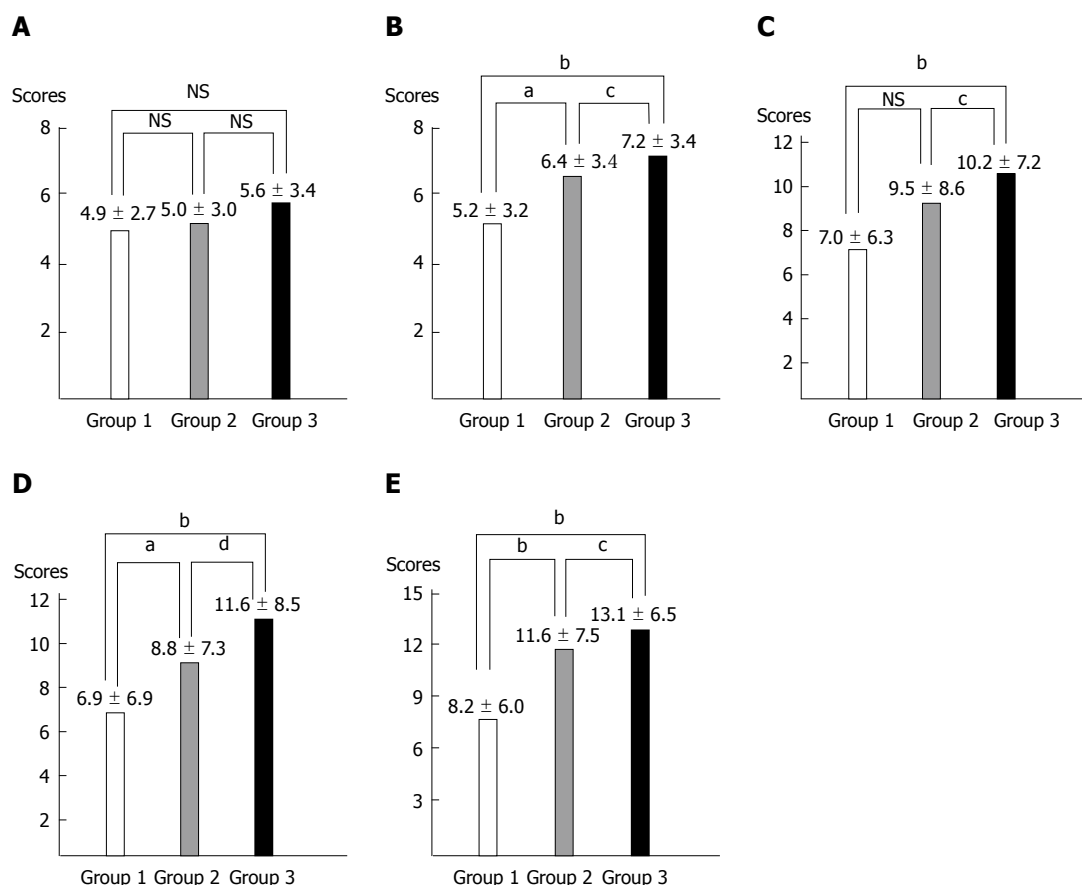 A
NS
Scores
NS NS
8
6
4
2
4.9 ± 2.7
5.0 ± 3.0
5.6 ± 3.4
Group 1 Group 2 Group 3
B
b
Scores
a c
8
6
4
2
5.2 ± 3.2
6.4 ± 3.4
7.2 ± 3.4
Group 1 Group 2 Group 3
C
b
NS c
Scores
12
10
8
6
4
2
7.0 ± 6.3
9.5 ± 8.6
10.2 ± 7.2
Group 1 Group 2 Group 3
D
b
a d
Scores
12
10
8
6
4
2
6.9 ± 6.9
8.8 ± 7.3
11.6 ± 8.5
Group 1 Group 2 Group 3
E
b
b c
Scores
15
12
9
6
3
8.2 ± 6.0
11.6 ± 7.5
13.1 ± 6.5
Group 1 Group 2 Group 3